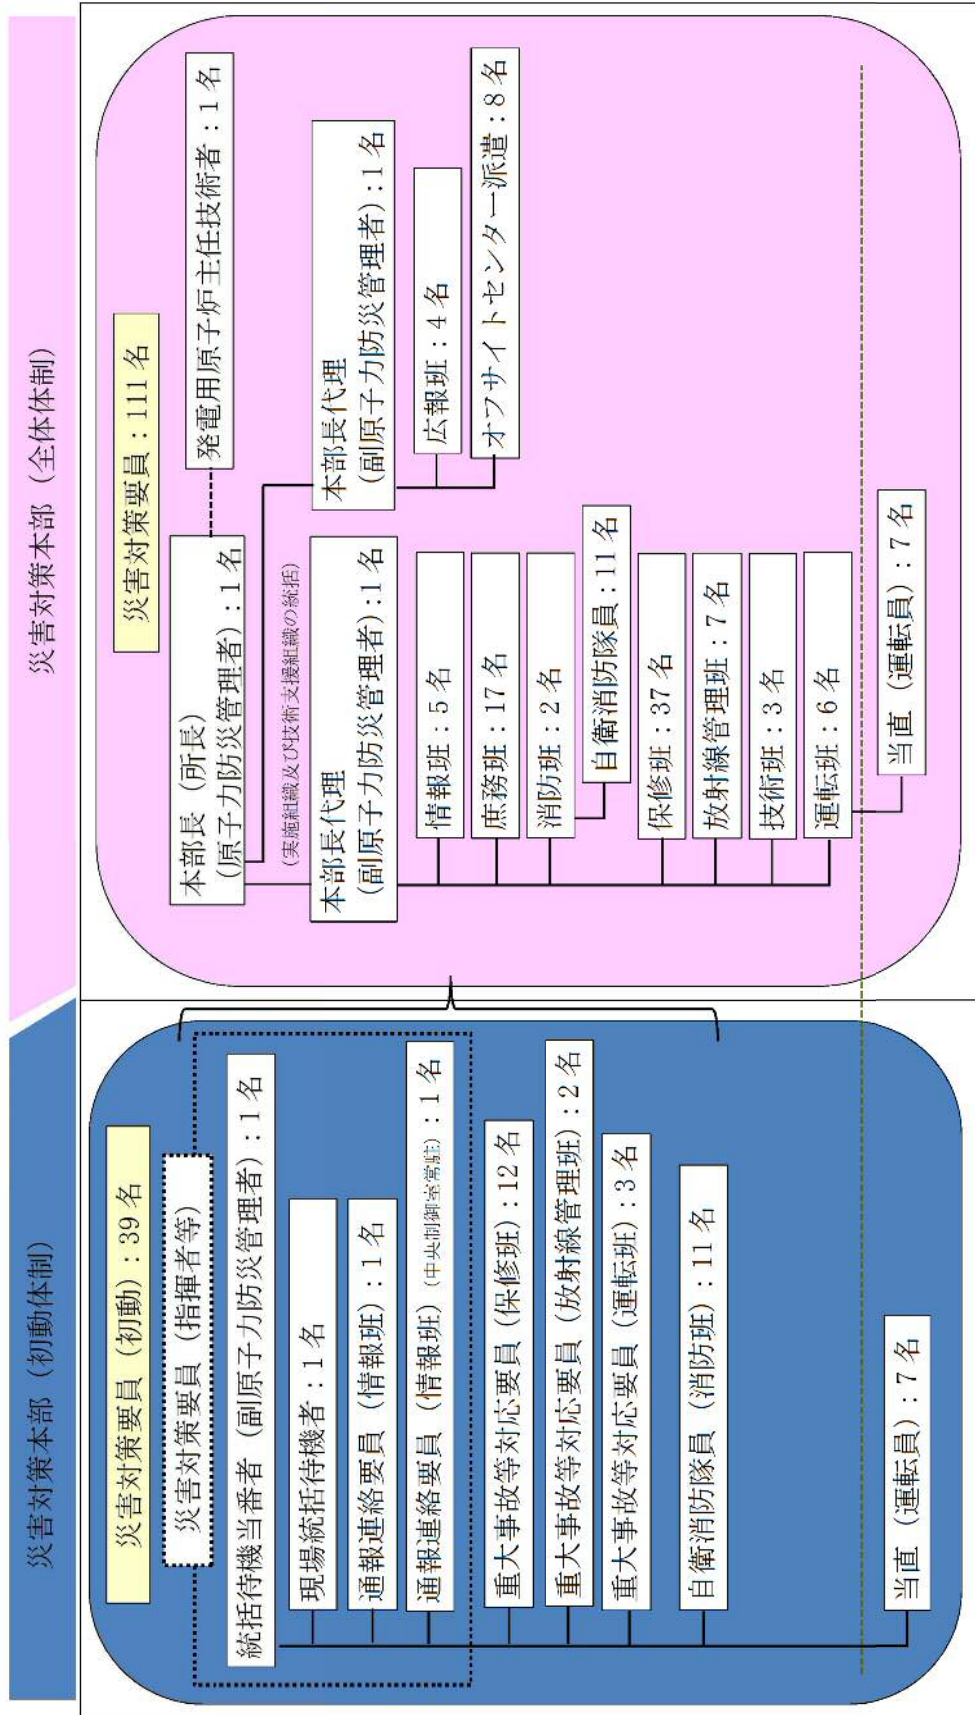 災害対策本部（初動体制）
災害対策要員（初動）：39名
災害対策要員（指揮者等）
統括待機当番者（副原子力防災管理者）：1名
現場統括待機者：1名
通報連絡要員（情報班）：1名
通報連絡要員（情報班）（中央制御室常駐）：1名
重大事故等対応要員（保修班）：12名
重大事故等対応要員（放射線管理班）：2名
重大事故等対応要員（運転班）：3名
自衛消防隊員（消防班）：11名
当直（運転員）：7名
災害対策本部（全体体制）
災害対策要員：111名
本部長（所長）
（原子力防災管理者）：1名
発電用原子炉主任技術者：1名
（実施組織及び技術支援組織の統括）
本部長代理
（副原子力防災管理者）：1名
情報班：5名
庶務班：17名
消防班：2名
自衛消防隊員：11名
保修班：37名
放射線管理班：7名
技術班：3名
運転班：6名
当直（運転員）：7名
本部長代理
（副原子力防災管理者）：1名
広報班：4名
オフサイトセンター派遣：8名